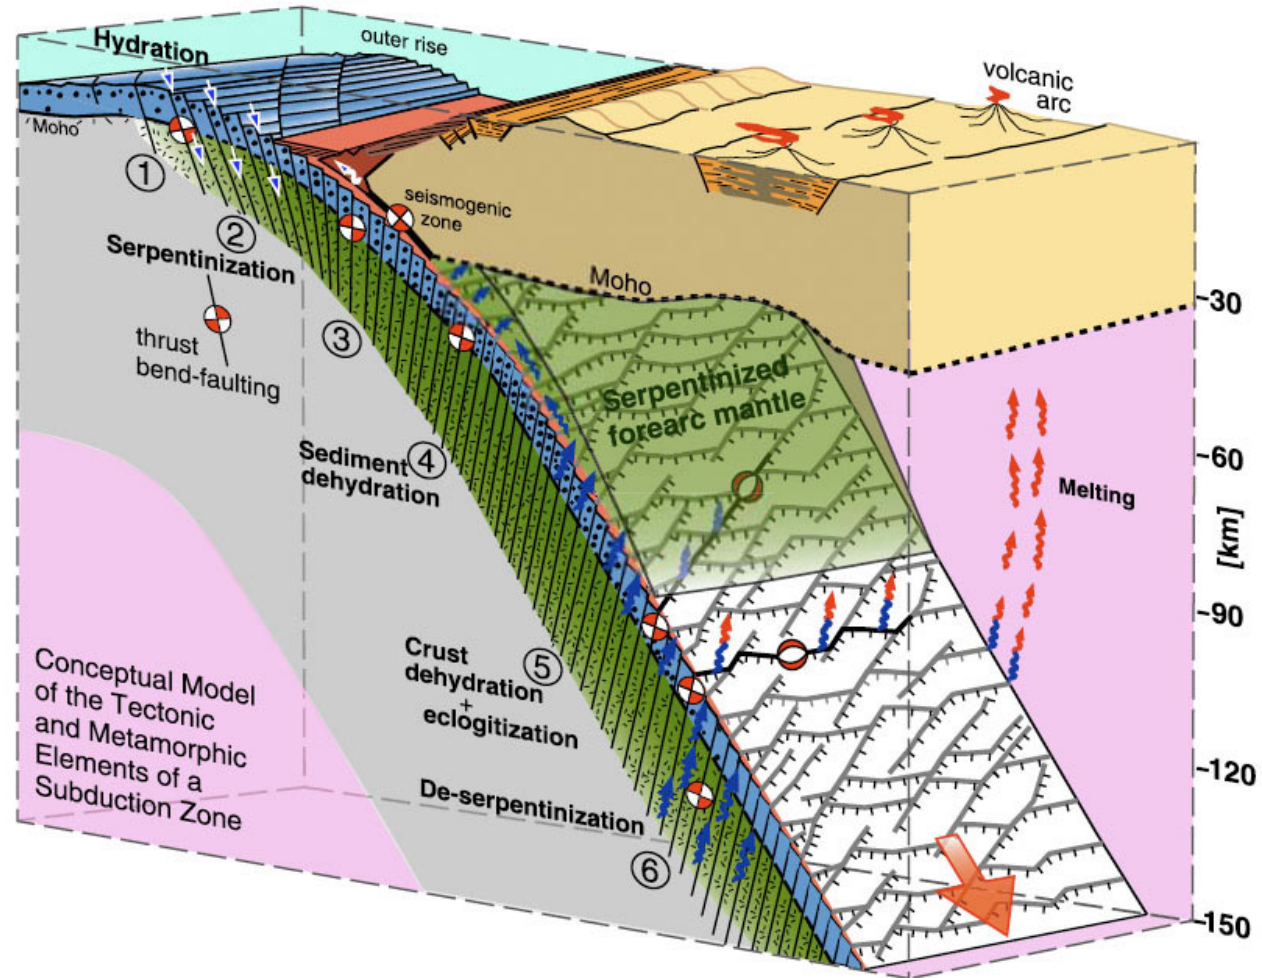 Hydration
outer rise
volcanic
arc
Moho
①
②
seismogenic
zone
Serpentinization
Moho
-30
thrust
bend-faulting
③
Serpentinized
forearc mantle
Sediment
dehydration
④
-60
Melting
[km]
-90
Crust
dehydration
+
eclogitization
⑤
Conceptual Model
of the Tectonic
and Metamorphic
Elements of a
Subduction Zone
-120
De-serpentinization
⑥
-150